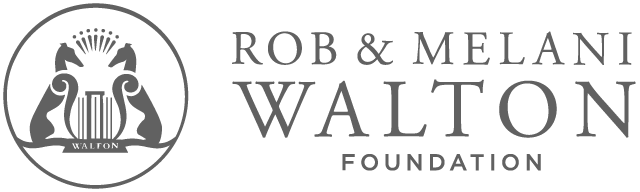 WALTON
ROB & MELANI
WALTON
FOUNDATION